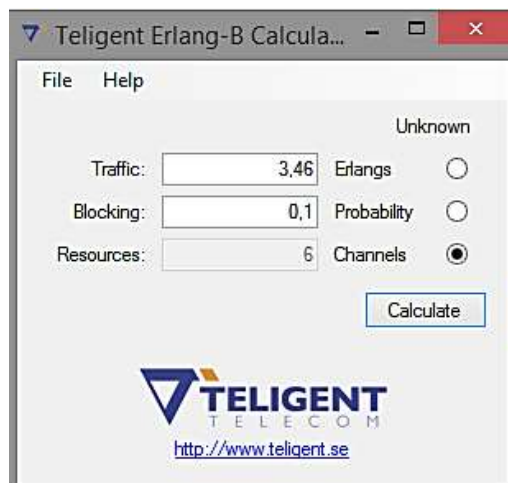 Teligent Erlang-B Calcula...
File Help
Unknown
Traffic: 3,46 Erlangs
Blocking: 0,1 Probability
Resources: 6 Channels
Calculate
TELIGENT
TELECOM
http://www.teligent.se